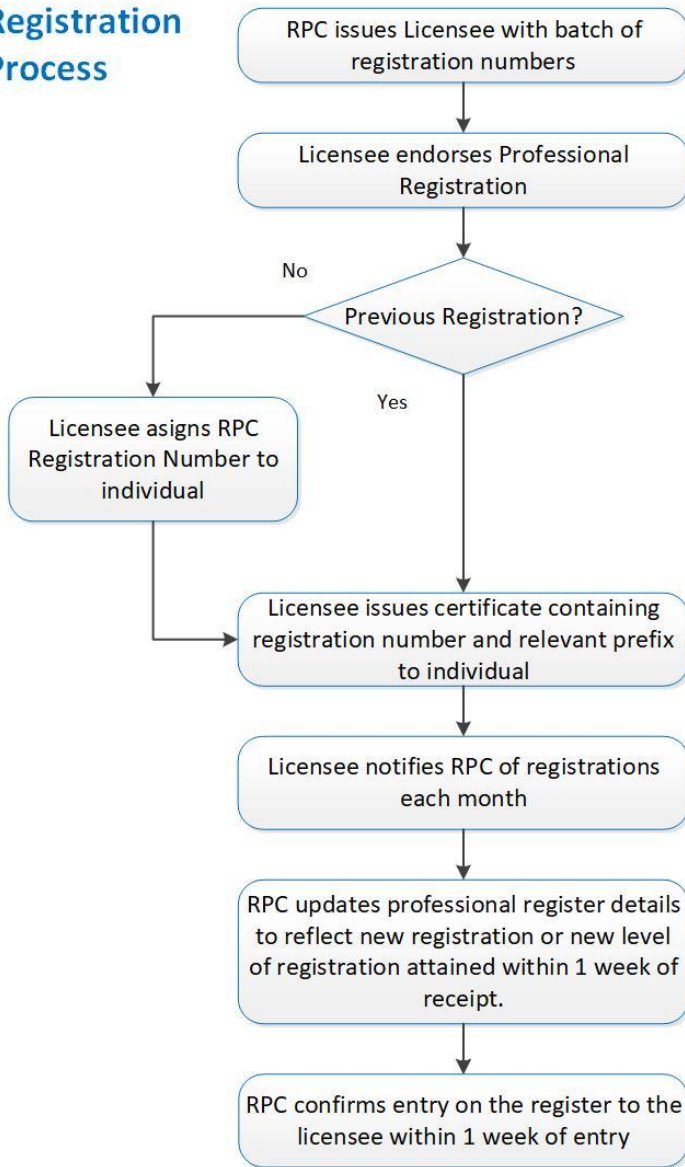 Registration
Process
RPC issues Licensee with batch of
registration numbers
Licensee endorses Professional
Registration
No
Previous Registration?
Yes
Licensee asigns RPC
Registration Number to
individual
Licensee issues certificate containing
registration number and relevant prefix
to individual
Licensee notifies RPC of registrations
each month
RPC updates professional register details
to reflect new registration or new level
of registration attained within 1 week of
receipt.
RPC confirms entry on the register to the
licensee within 1 week of entry